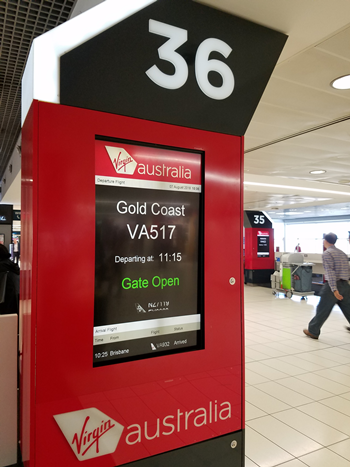 36
Virgin australia
Departure Flight
Gold Coast
VA517
Departing at: 11:15
Gate Open
Arrival Flight
Time From Flight
10:25 Brisbane VA932 Arrived
Virgin australia
35